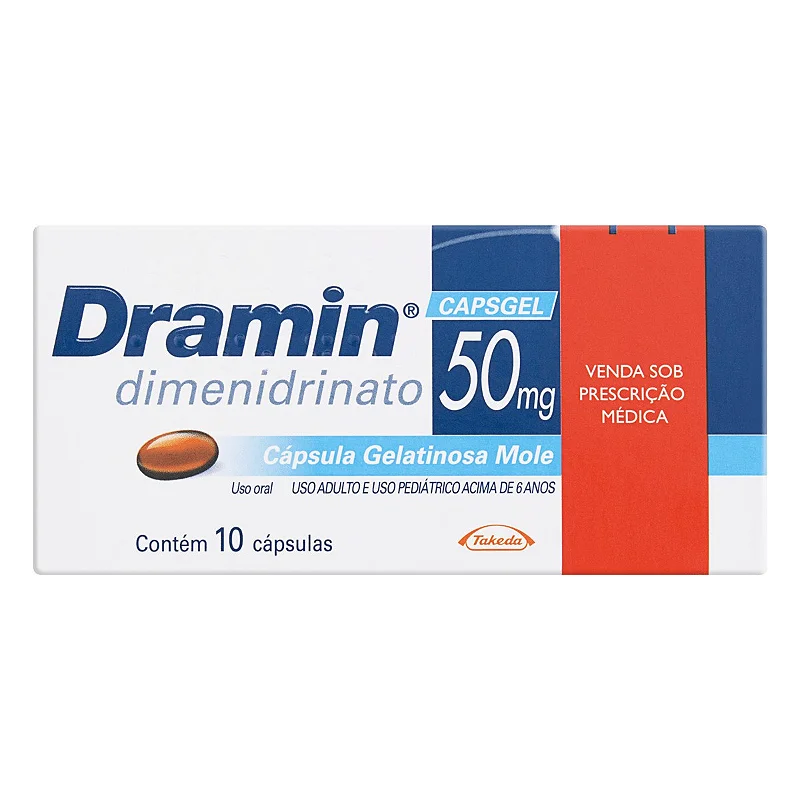 Dramin®
CAPSGEL
dimenidrinato
50mg
Cápsula Gelatinosa Mole
Uso oral USO ADULTO E USO PEDIÁTRICO ACIMA DE 6 ANOS
Contém 10 cápsulas
Takeda
VENDA SOB
PRESCRIÇÃO
MÉDICA